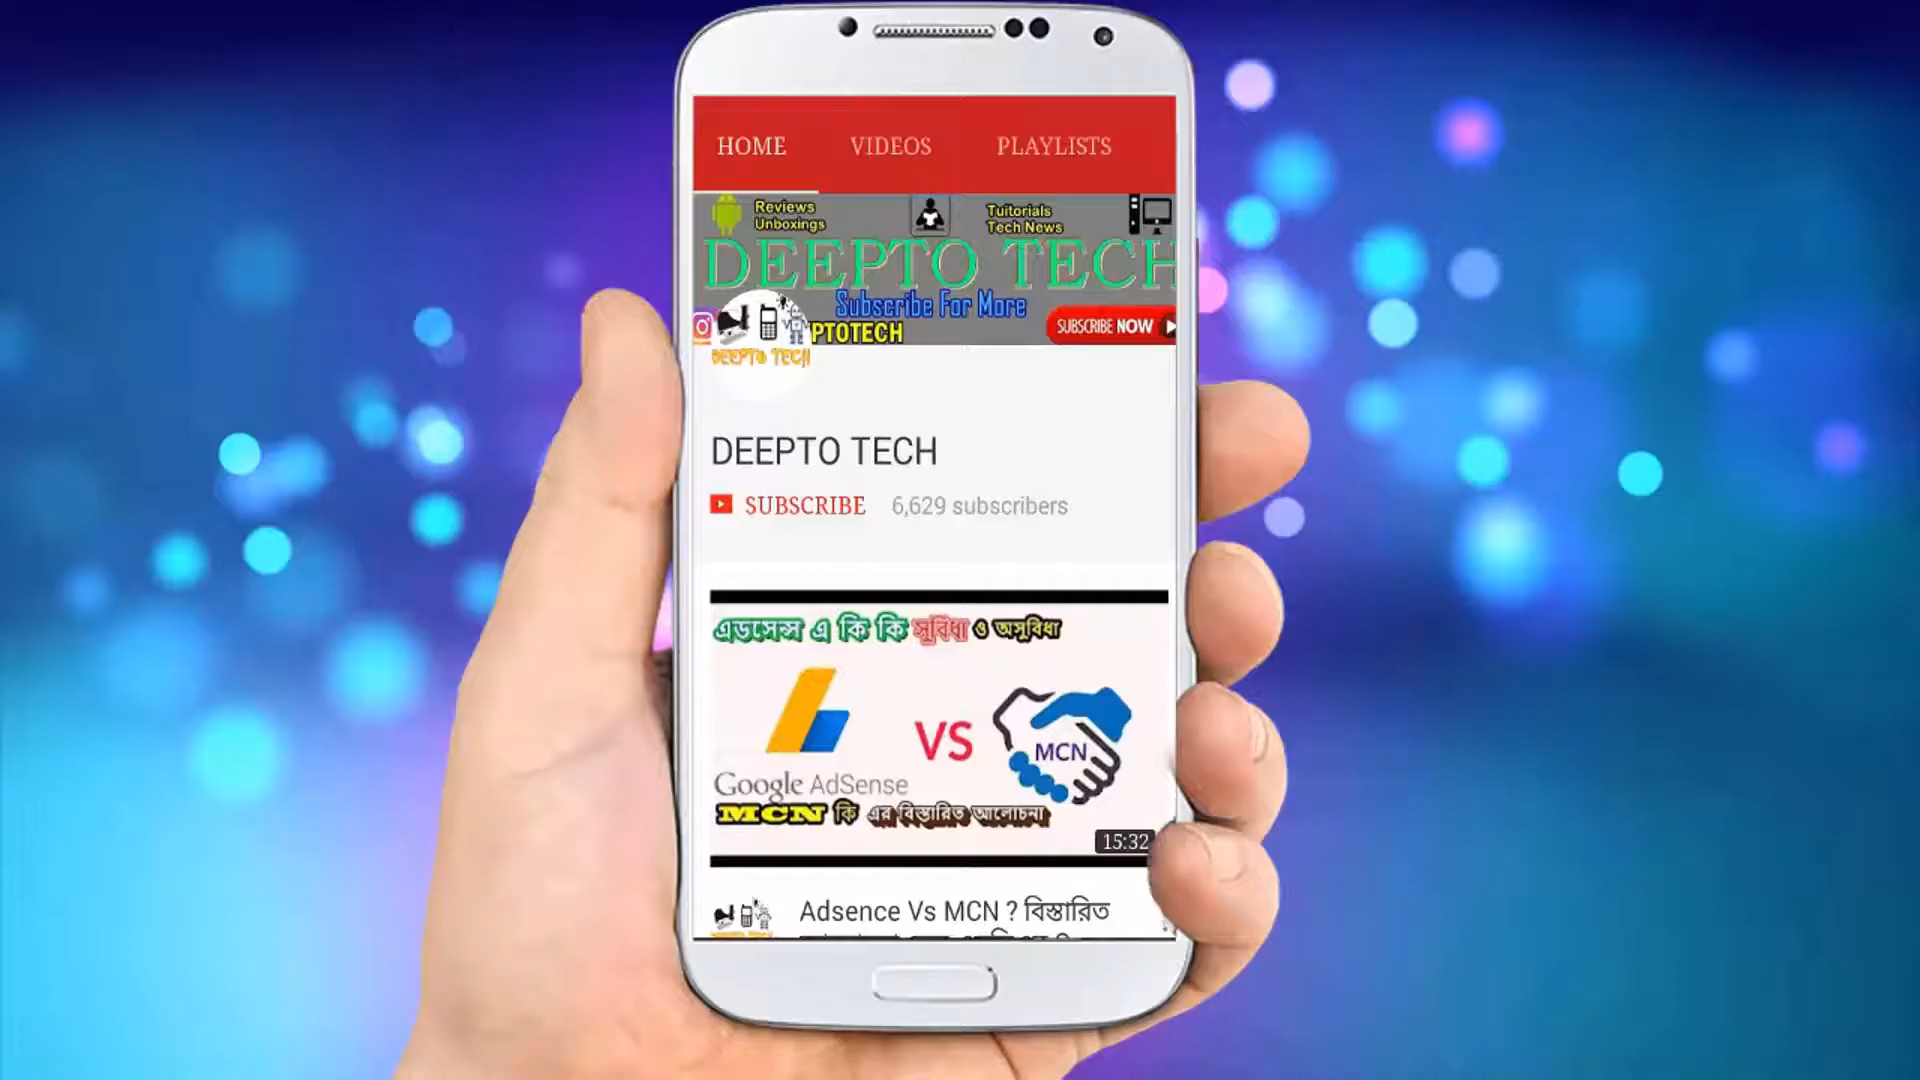 HOME VIDEOS PLAYLISTS
Reviews
Unboxings
Tuitorials
Tech News
DEEPTO TECH
Subscribe For More
PTOTECH
SUBSCRIBE NOW
DEEPTO TECH
DEEPTO TECH
SUBSCRIBE 6,629 subscribers
এডসেন্স এ কি কি সুবিধা ও অসুবিধা
VS
MCN
Google AdSense
MCN কি এর বিস্তারিত আলোচনা
15:32
Adsence Vs MCN ? বিস্তারিত